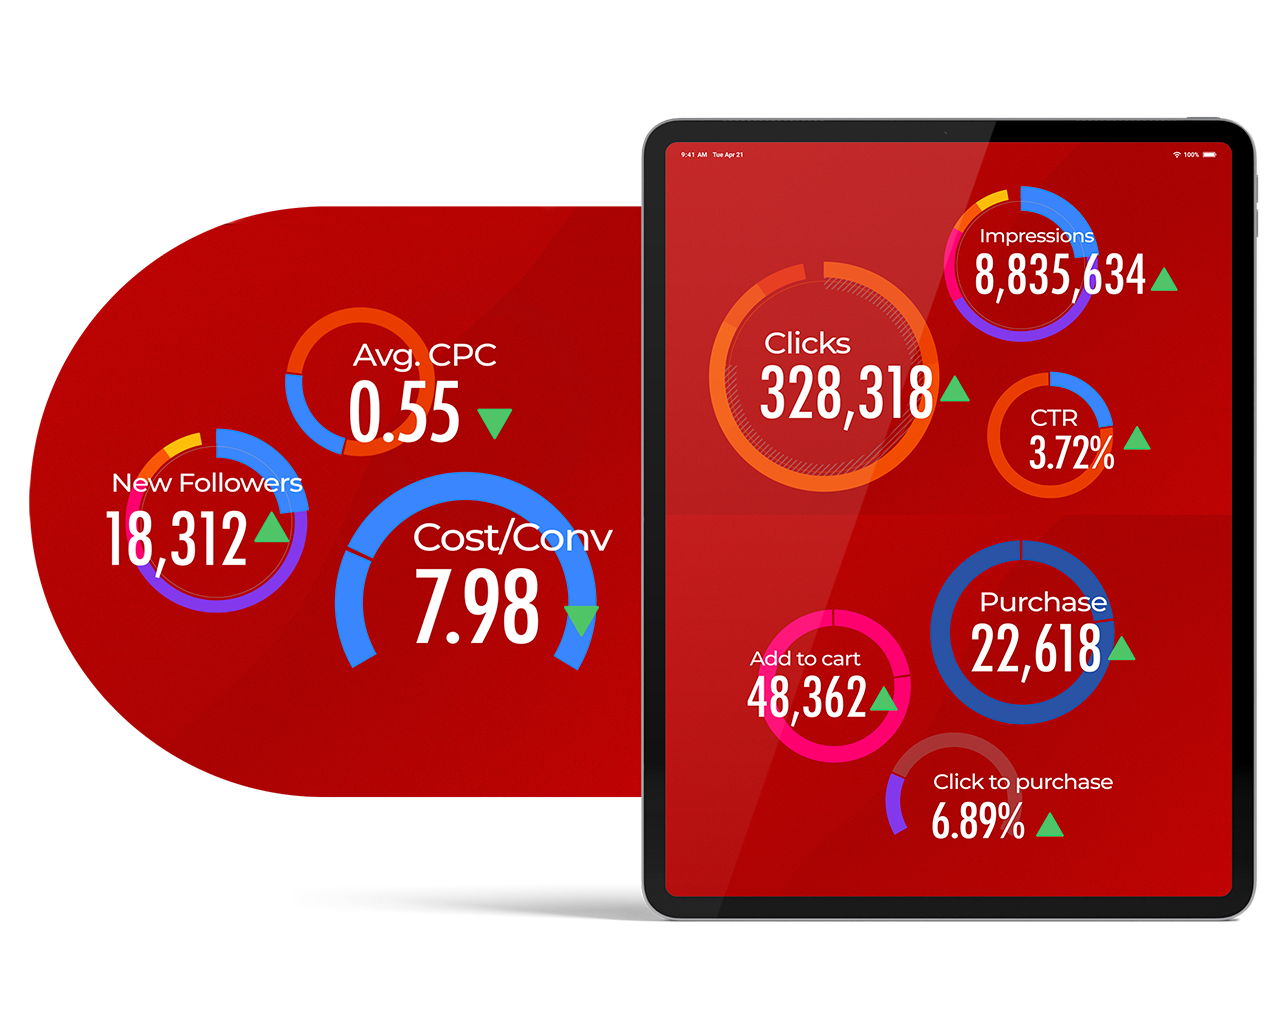 9:41 AM Tue Apr 21
100%
Impressions
8,835,634
Clicks
328,318
CTR
3.72%
Avg. CPC
0.55
New Followers
18,312
Cost/Conv
7.98
Purchase
22,618
Add to cart
48,362
Click to purchase
6.89%